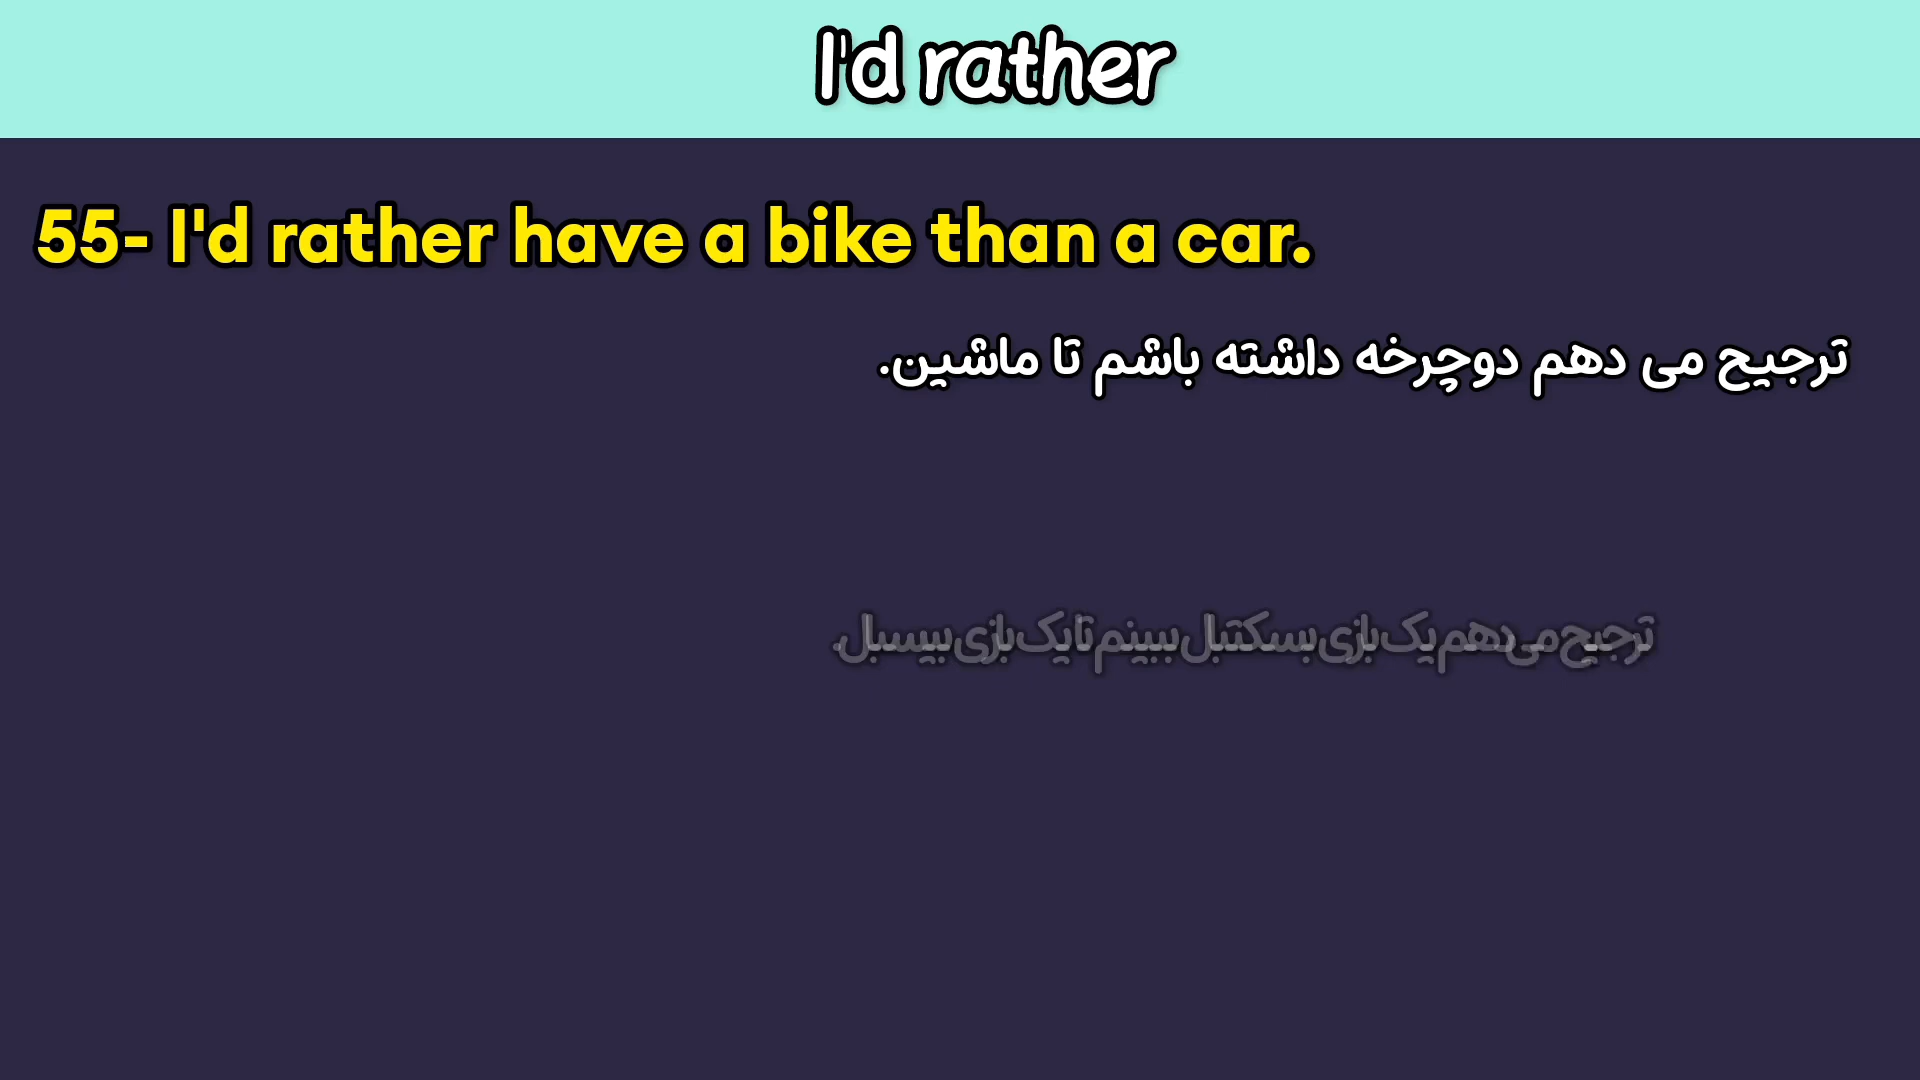 I'd rather
55- I'd rather have a bike than a car.
ترجیح می دهم دوچرخه داشته باشم تا ماشین.
ترجیح می دهم یک بازی بسکتبال ببینم تا یک بازی بیسبال.